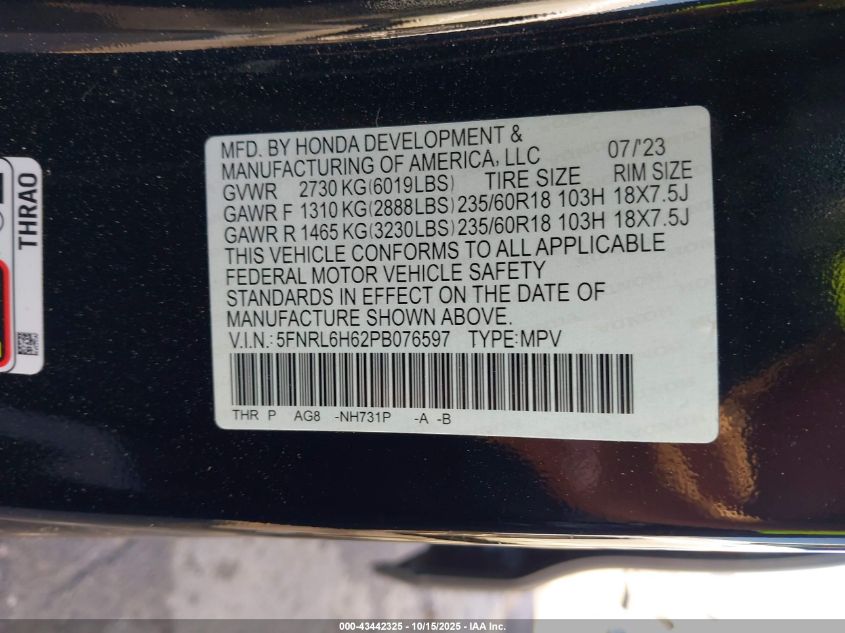 MFD. BY HONDA DEVELOPMENT &
MANUFACTURING OF AMERICA, LLC 07/'23
GVWR 2730 KG(6019LBS) TIRE SIZE RIM SIZE
GAWR F 1310 KG(2888LBS) 235/60R18 103H 18X7.5J
GAWR R 1465 KG(3230LBS) 235/60R18 103H 18X7.5J
THIS VEHICLE CONFORMS TO ALL APPLICABLE
FEDERAL MOTOR VEHICLE SAFETY
STANDARDS IN EFFECT ON THE DATE OF
MANUFACTURE SHOWN ABOVE.
V.I.N.: 5FNRL6H62PB076597 TYPE:MPV
THR P AG8 -NH731P -A -B
THRA0
000-43442325 - 10/15/2025 - IAA Inc.